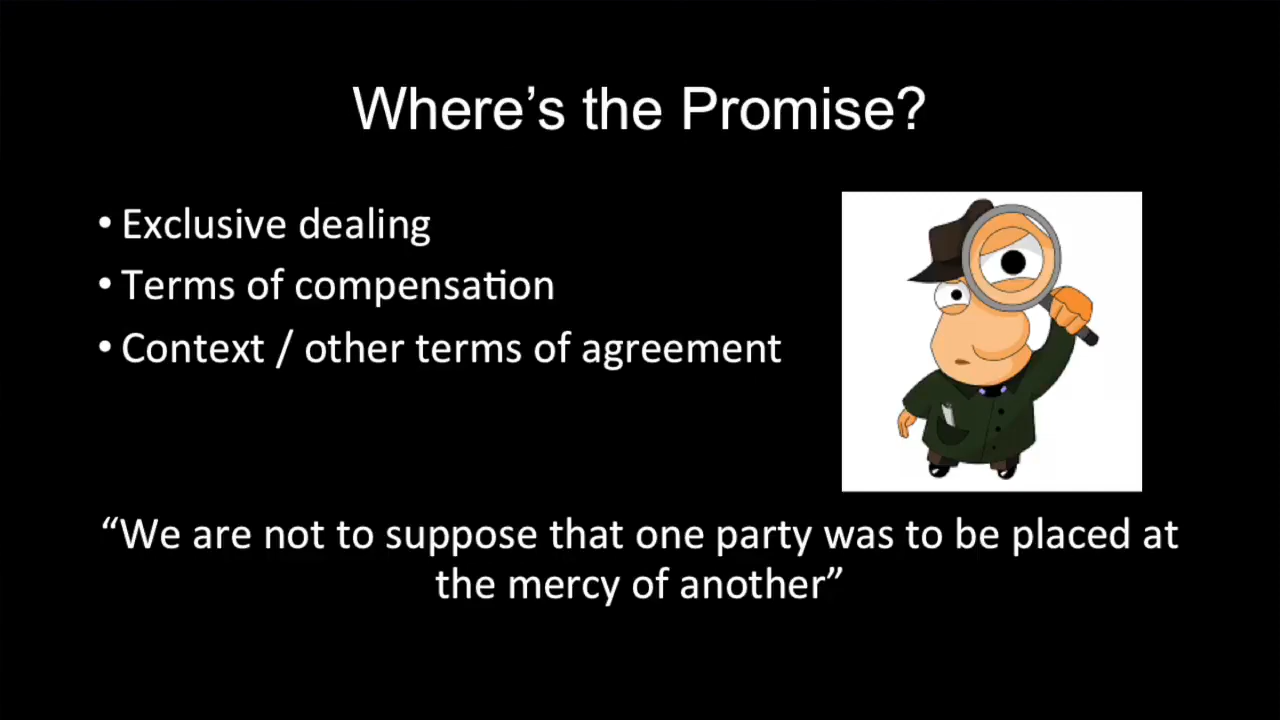 Where’s the Promise?
• Exclusive dealing
• Terms of compensation
• Context / other terms of agreement
“We are not to suppose that one party was to be placed at
the mercy of another”